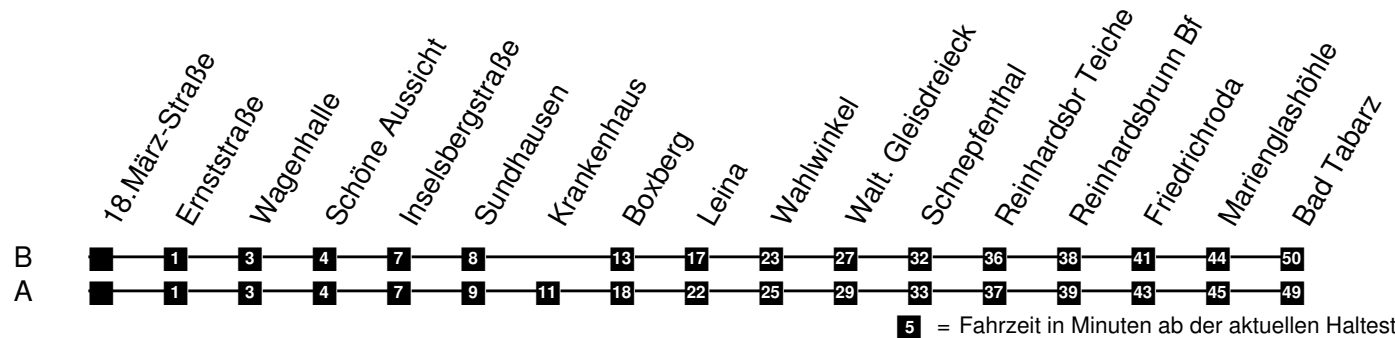 18.März-Straße
Ernststraße
Wagenhalle
Schöne Aussicht
Inselsbergstraße
Sundhausen
Krankenhaus
Boxberg
Leina
Wahlwinkel
Walt. Gleisdreieck
Schnepfenthal
Reinhardsbr Teiche
Reinhardsbrunn Bf
Friedrichroda
Marienglashöhle
Bad Tabarz
B 1 3 4 7 8 13 17 23 27 32 36 38 41 44 50
A 1 3 4 7 9 11 18 22 25 29 33 37 39 43 45 49
5 = Fahrzeit in Minuten ab der aktuellen Haltest